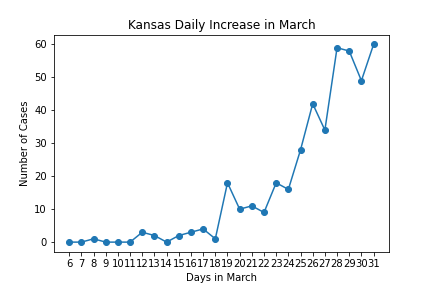 Kansas Daily Increase in March
60
50
40
30
20
10
0
Number of Cases
6 7 8 9 10 11 12 13 14 15 16 17 18 19 20 21 22 23 24 25 26 27 28 29 30 31
Days in March